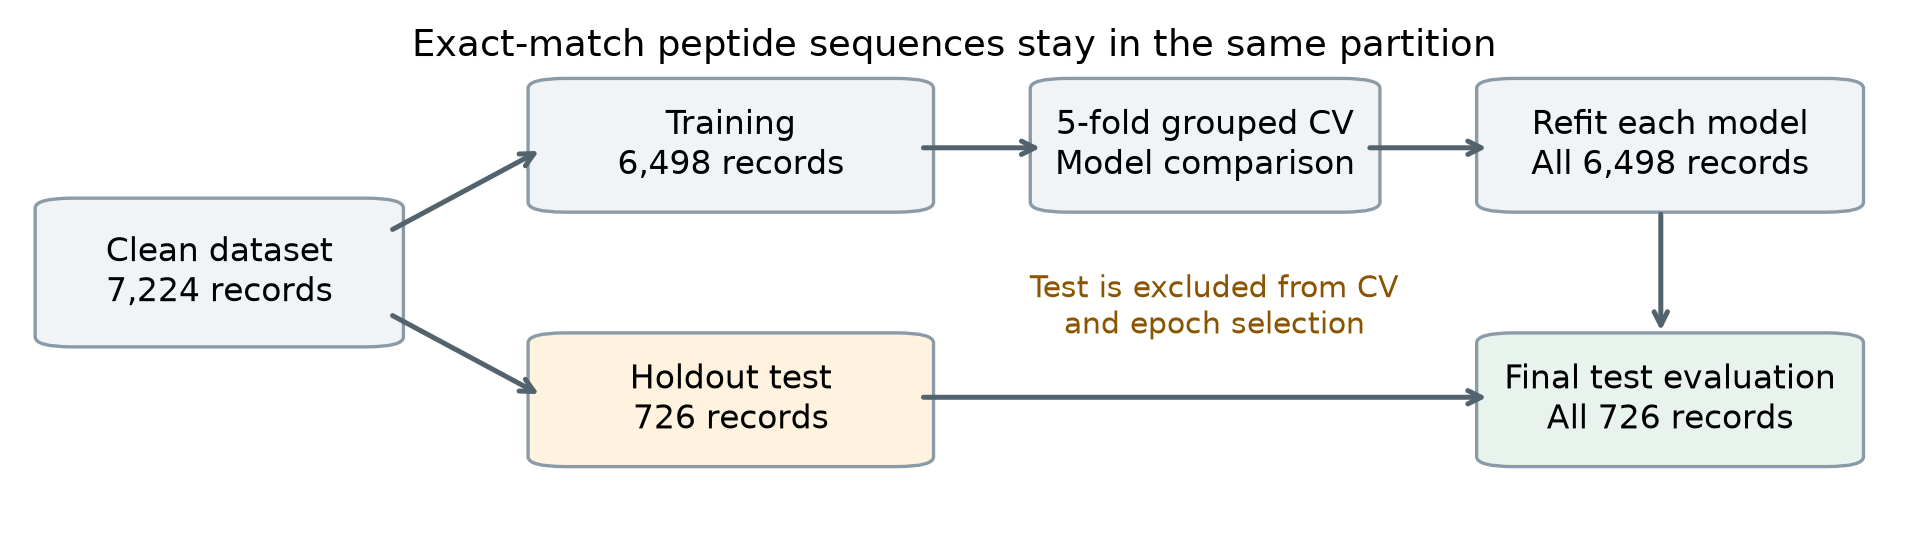 Exact-match peptide sequences stay in the same partition
Training
6,498 records
5-fold grouped CV
Model comparison
Refit each model
All 6,498 records
Clean dataset
7,224 records
Test is excluded from CV
and epoch selection
Holdout test
726 records
Final test evaluation
All 726 records